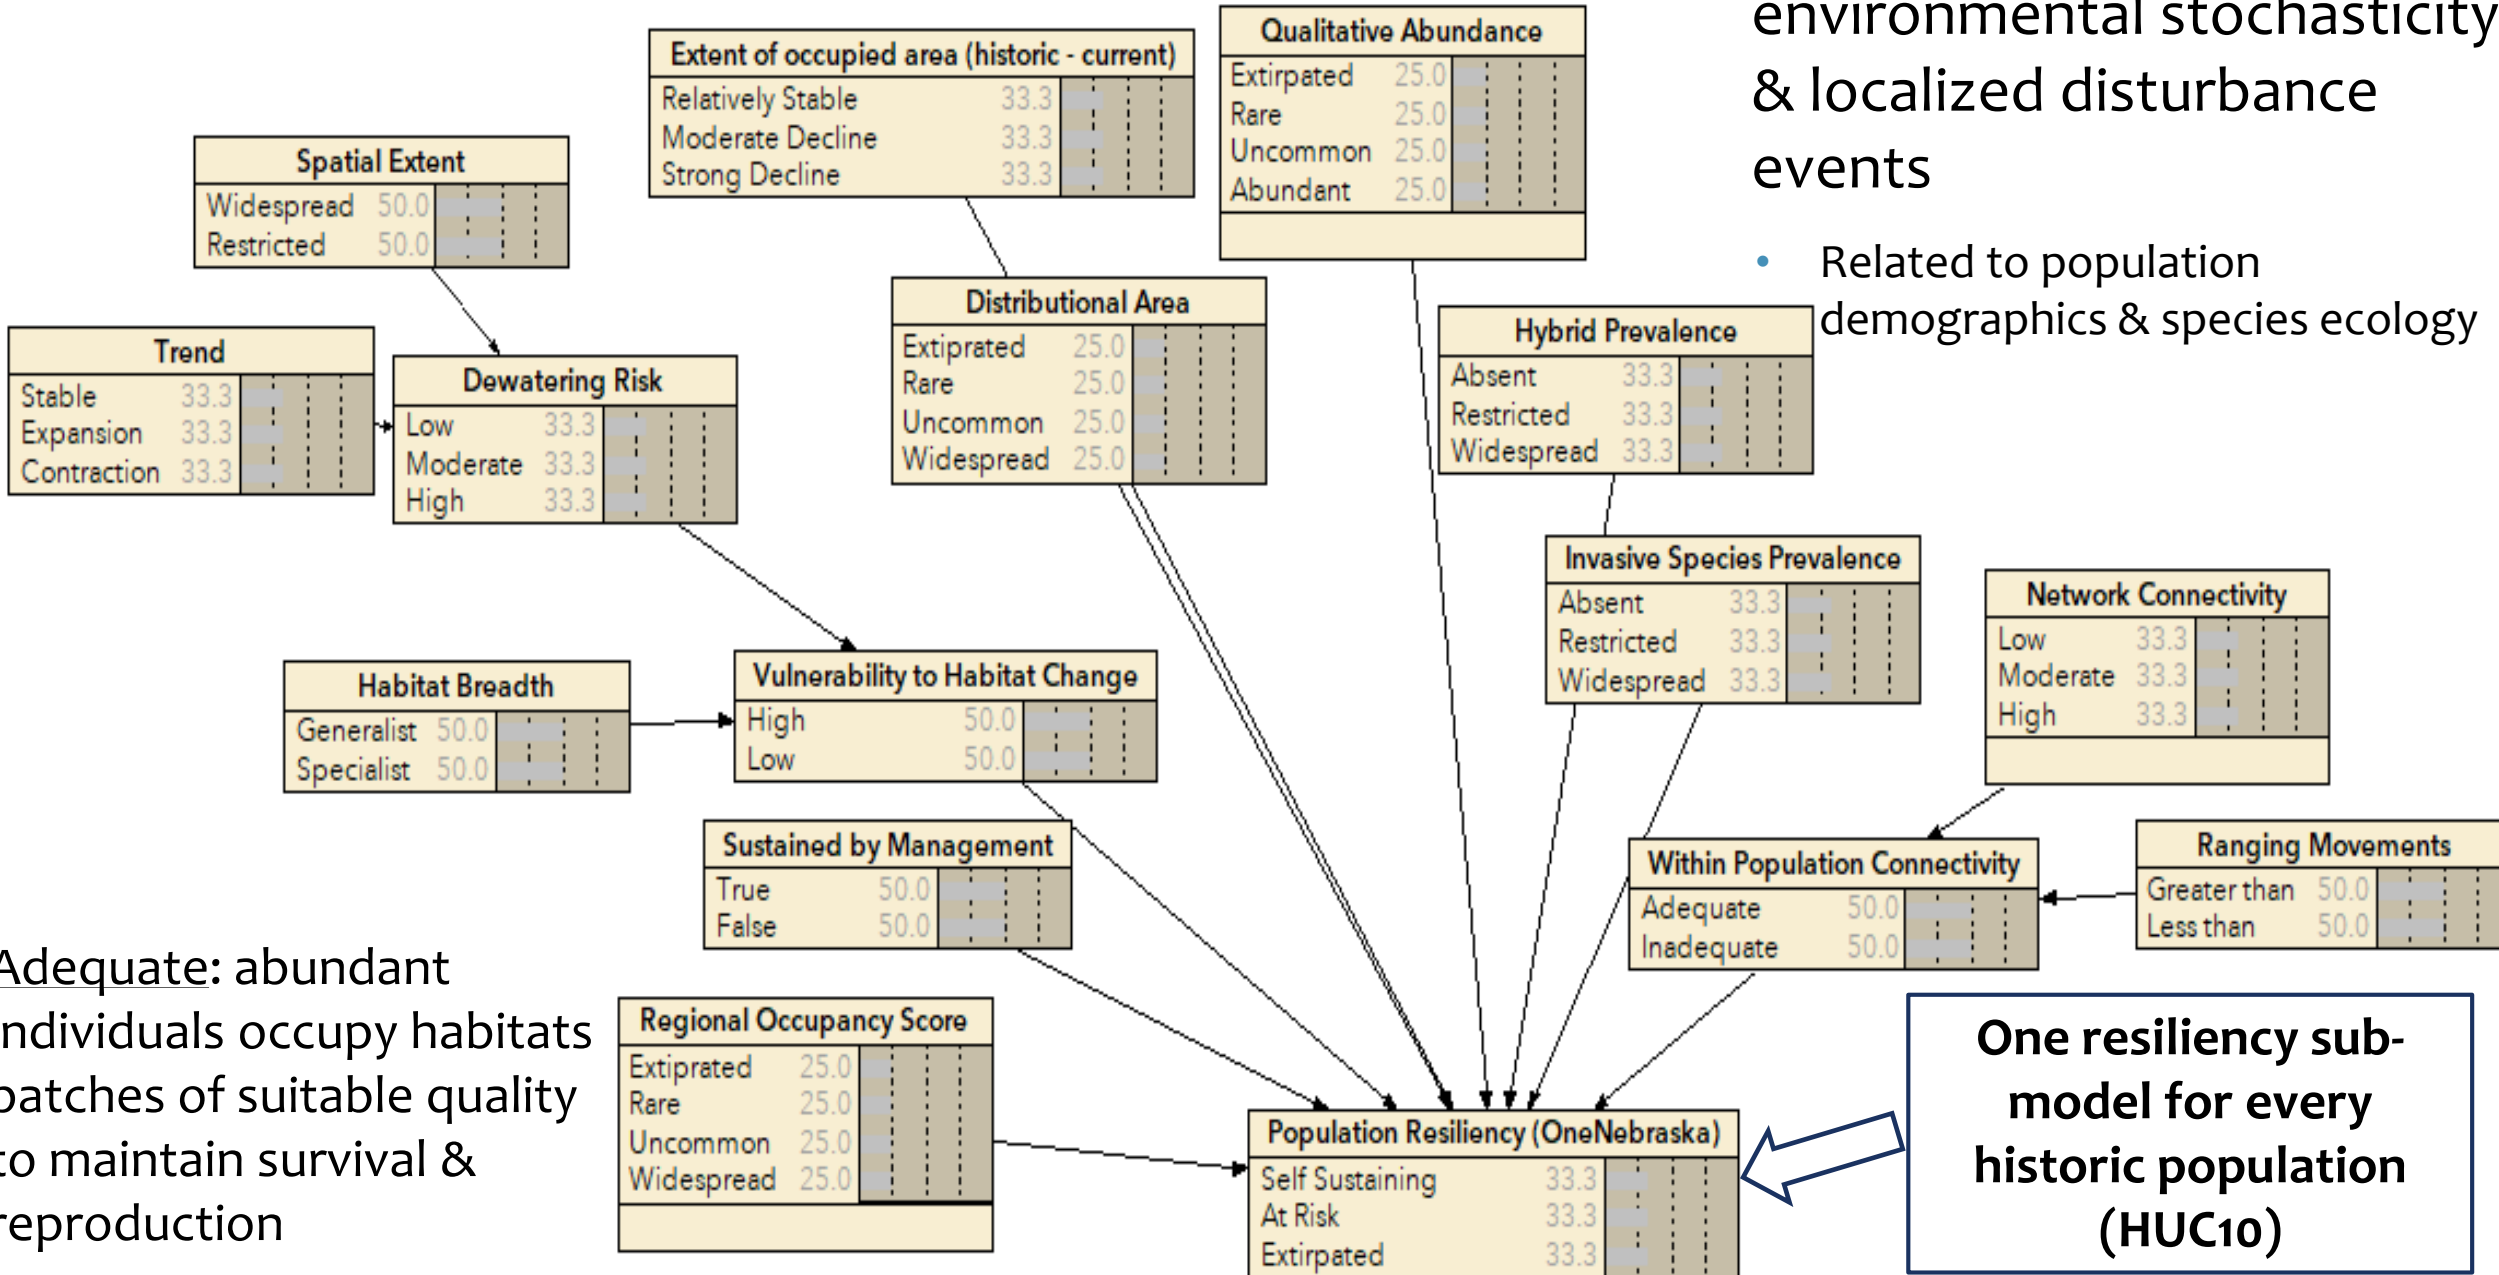 environmental stochasticity
& localized disturbance
events
• Related to population
demographics & species ecology
Extent of occupied area (historic - current)
Relatively Stable 33.3
Moderate Decline 33.3
Strong Decline 33.3
Qualitative Abundance
Extirpated 25.0
Rare 25.0
Uncommon 25.0
Abundant 25.0
Spatial Extent
Widespread 50.0
Restricted 50.0
Distributional Area
Extiprated 25.0
Rare 25.0
Uncommon 25.0
Widespread 25.0
Hybrid Prevalence
Absent 33.3
Restricted 33.3
Widespread 33.3
Trend
Stable 33.3
Expansion 33.3
Contraction 33.3
Dewatering Risk
Low 33.3
Moderate 33.3
High 33.3
Invasive Species Prevalence
Absent 33.3
Restricted 33.3
Widespread 33.3
Network Connectivity
Low 33.3
Moderate 33.3
High 33.3
Habitat Breadth
Generalist 50.0
Specialist 50.0
Vulnerability to Habitat Change
High 50.0
Low 50.0
Sustained by Management
True 50.0
False 50.0
Within Population Connectivity
Adequate 50.0
Inadequate 50.0
Ranging Movements
Greater than 50.0
Less than 50.0
Adequate: abundant
individuals occupy habitats
patches of suitable quality
to maintain survival &
reproduction
Regional Occupancy Score
Extiprated 25.0
Rare 25.0
Uncommon 25.0
Widespread 25.0
Population Resiliency (OneNebraska)
Self Sustaining 33.3
At Risk 33.3
Extirpated 33.3
One resiliency sub-
model for every
historic population
(HUC10)